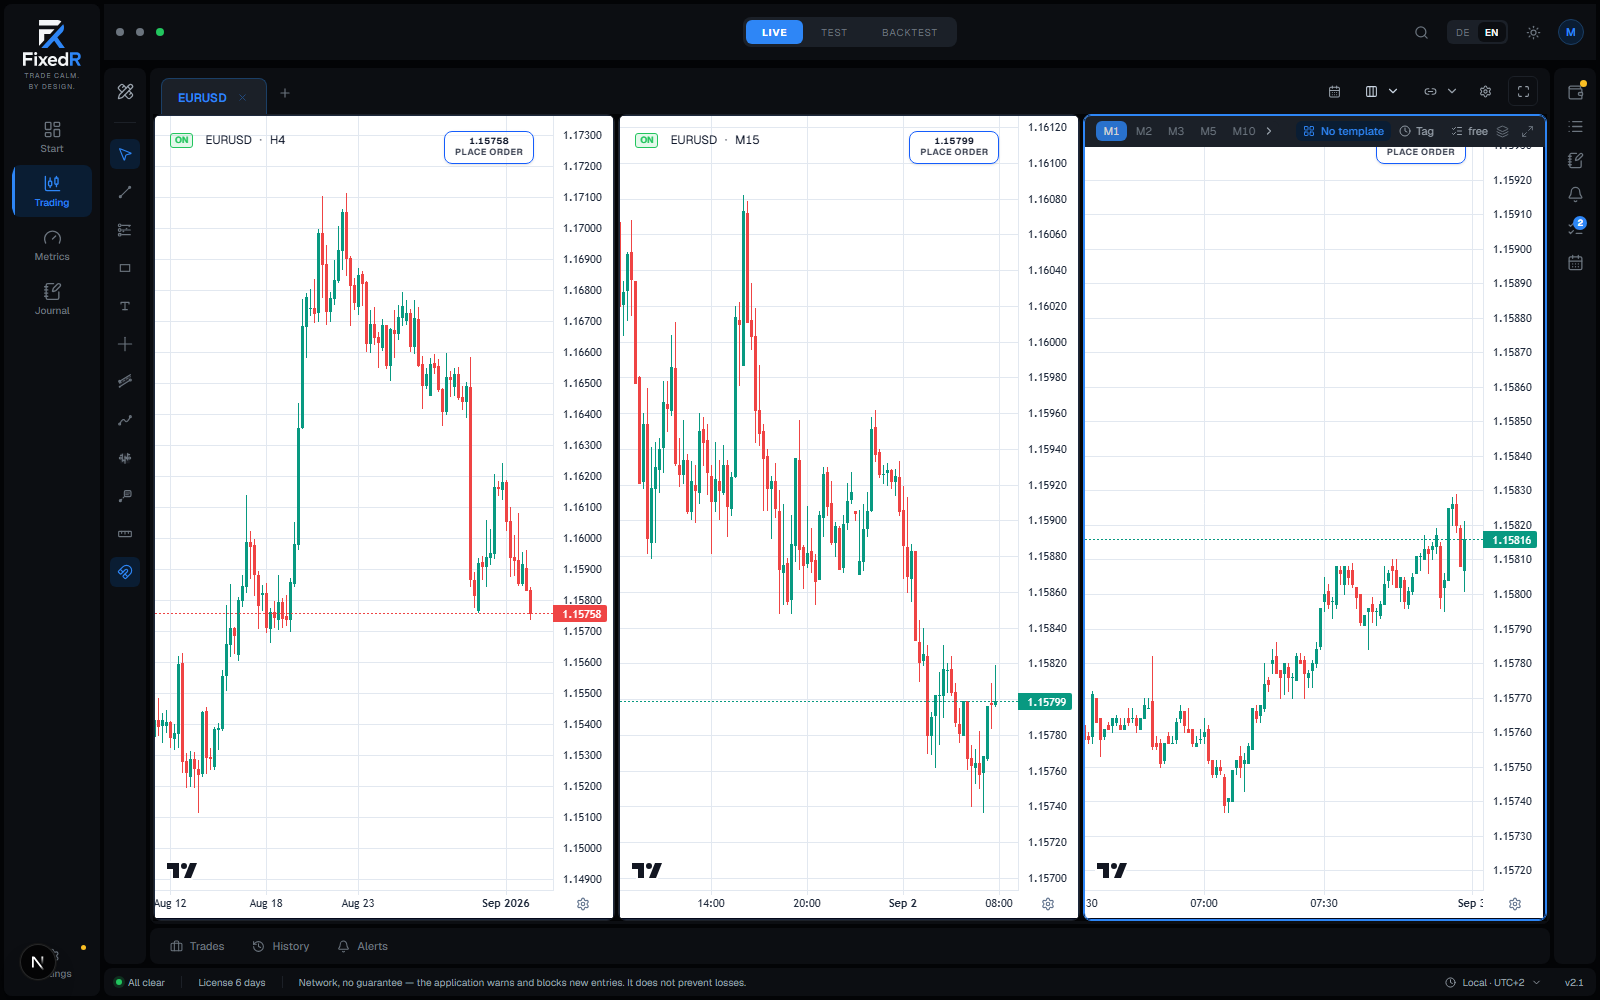 FixedR
TRADE CALM.
BY DESIGN.
Start
Trading
Metrics
Journal
N
LIVE
TEST
BACKTEST
DE
EN
M
EURUSD
ON
EURUSD · H4
1.15758
PLACE ORDER
1.17300
1.17200
1.17100
1.17000
1.16900
1.16800
1.16700
1.16600
1.16500
1.16400
1.16300
1.16200
1.16100
1.16000
1.15900
1.15800
1.15758
1.15700
1.15600
1.15500
1.15400
1.15300
1.15200
1.15100
1.15000
1.14900
Aug 12
Aug 18
Aug 23
Sep 2026
ON
EURUSD · M15
1.15799
PLACE ORDER
1.16120
1.16100
1.16080
1.16060
1.16040
1.16020
1.16000
1.15980
1.15960
1.15940
1.15920
1.15900
1.15880
1.15860
1.15840
1.15820
1.15799
1.15780
1.15760
1.15740
1.15720
1.15700
14:00
20:00
Sep 2
08:00
M1
M2
M3
M5
M10
No template
Tag
free
PLACE ORDER
1.15920
1.15910
1.15900
1.15890
1.15880
1.15870
1.15860
1.15850
1.15840
1.15830
1.15820
1.15816
1.15810
1.15800
1.15790
1.15780
1.15770
1.15760
1.15750
1.15740
1.15730
1.15720
30
07:00
07:30
Sep
2
Trades
History
Alerts
All clear
License 6 days
Network, no guarantee — the application warns and blocks new entries. It does not prevent losses.
Local · UTC+2
v2.1